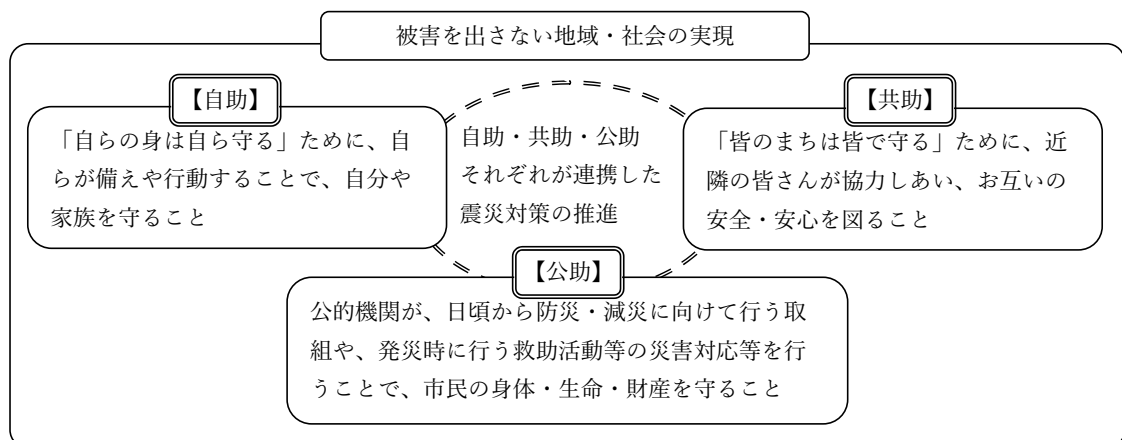 被害を出さない地域・社会の実現
【自助】
「自らの身は自ら守る」ために、自
らが備えや行動することで、自分や
家族を守ること
自助・共助・公助
それぞれが連携した
震災対策の推進
【共助】
「皆のまちは皆で守る」ために、近
隣の皆さんが協力しあい、お互いの
安全・安心を図ること
【公助】
公的機関が、日頃から防災・減災に向けて行う取
組や、発災時に行う救助活動等の災害対応等を行
うことで、市民の身体・生命・財産を守ること